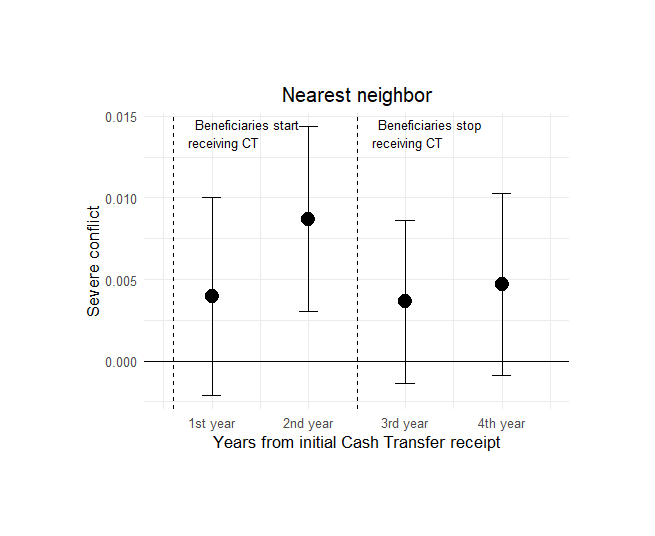 Nearest neighbor
0.015
Beneficiaries start
receiving CT
Beneficiaries stop
receiving CT
0.010
0.005
0.000
Severe conflict
1st year
2nd year
3rd year
4th year
Years from initial Cash Transfer receipt